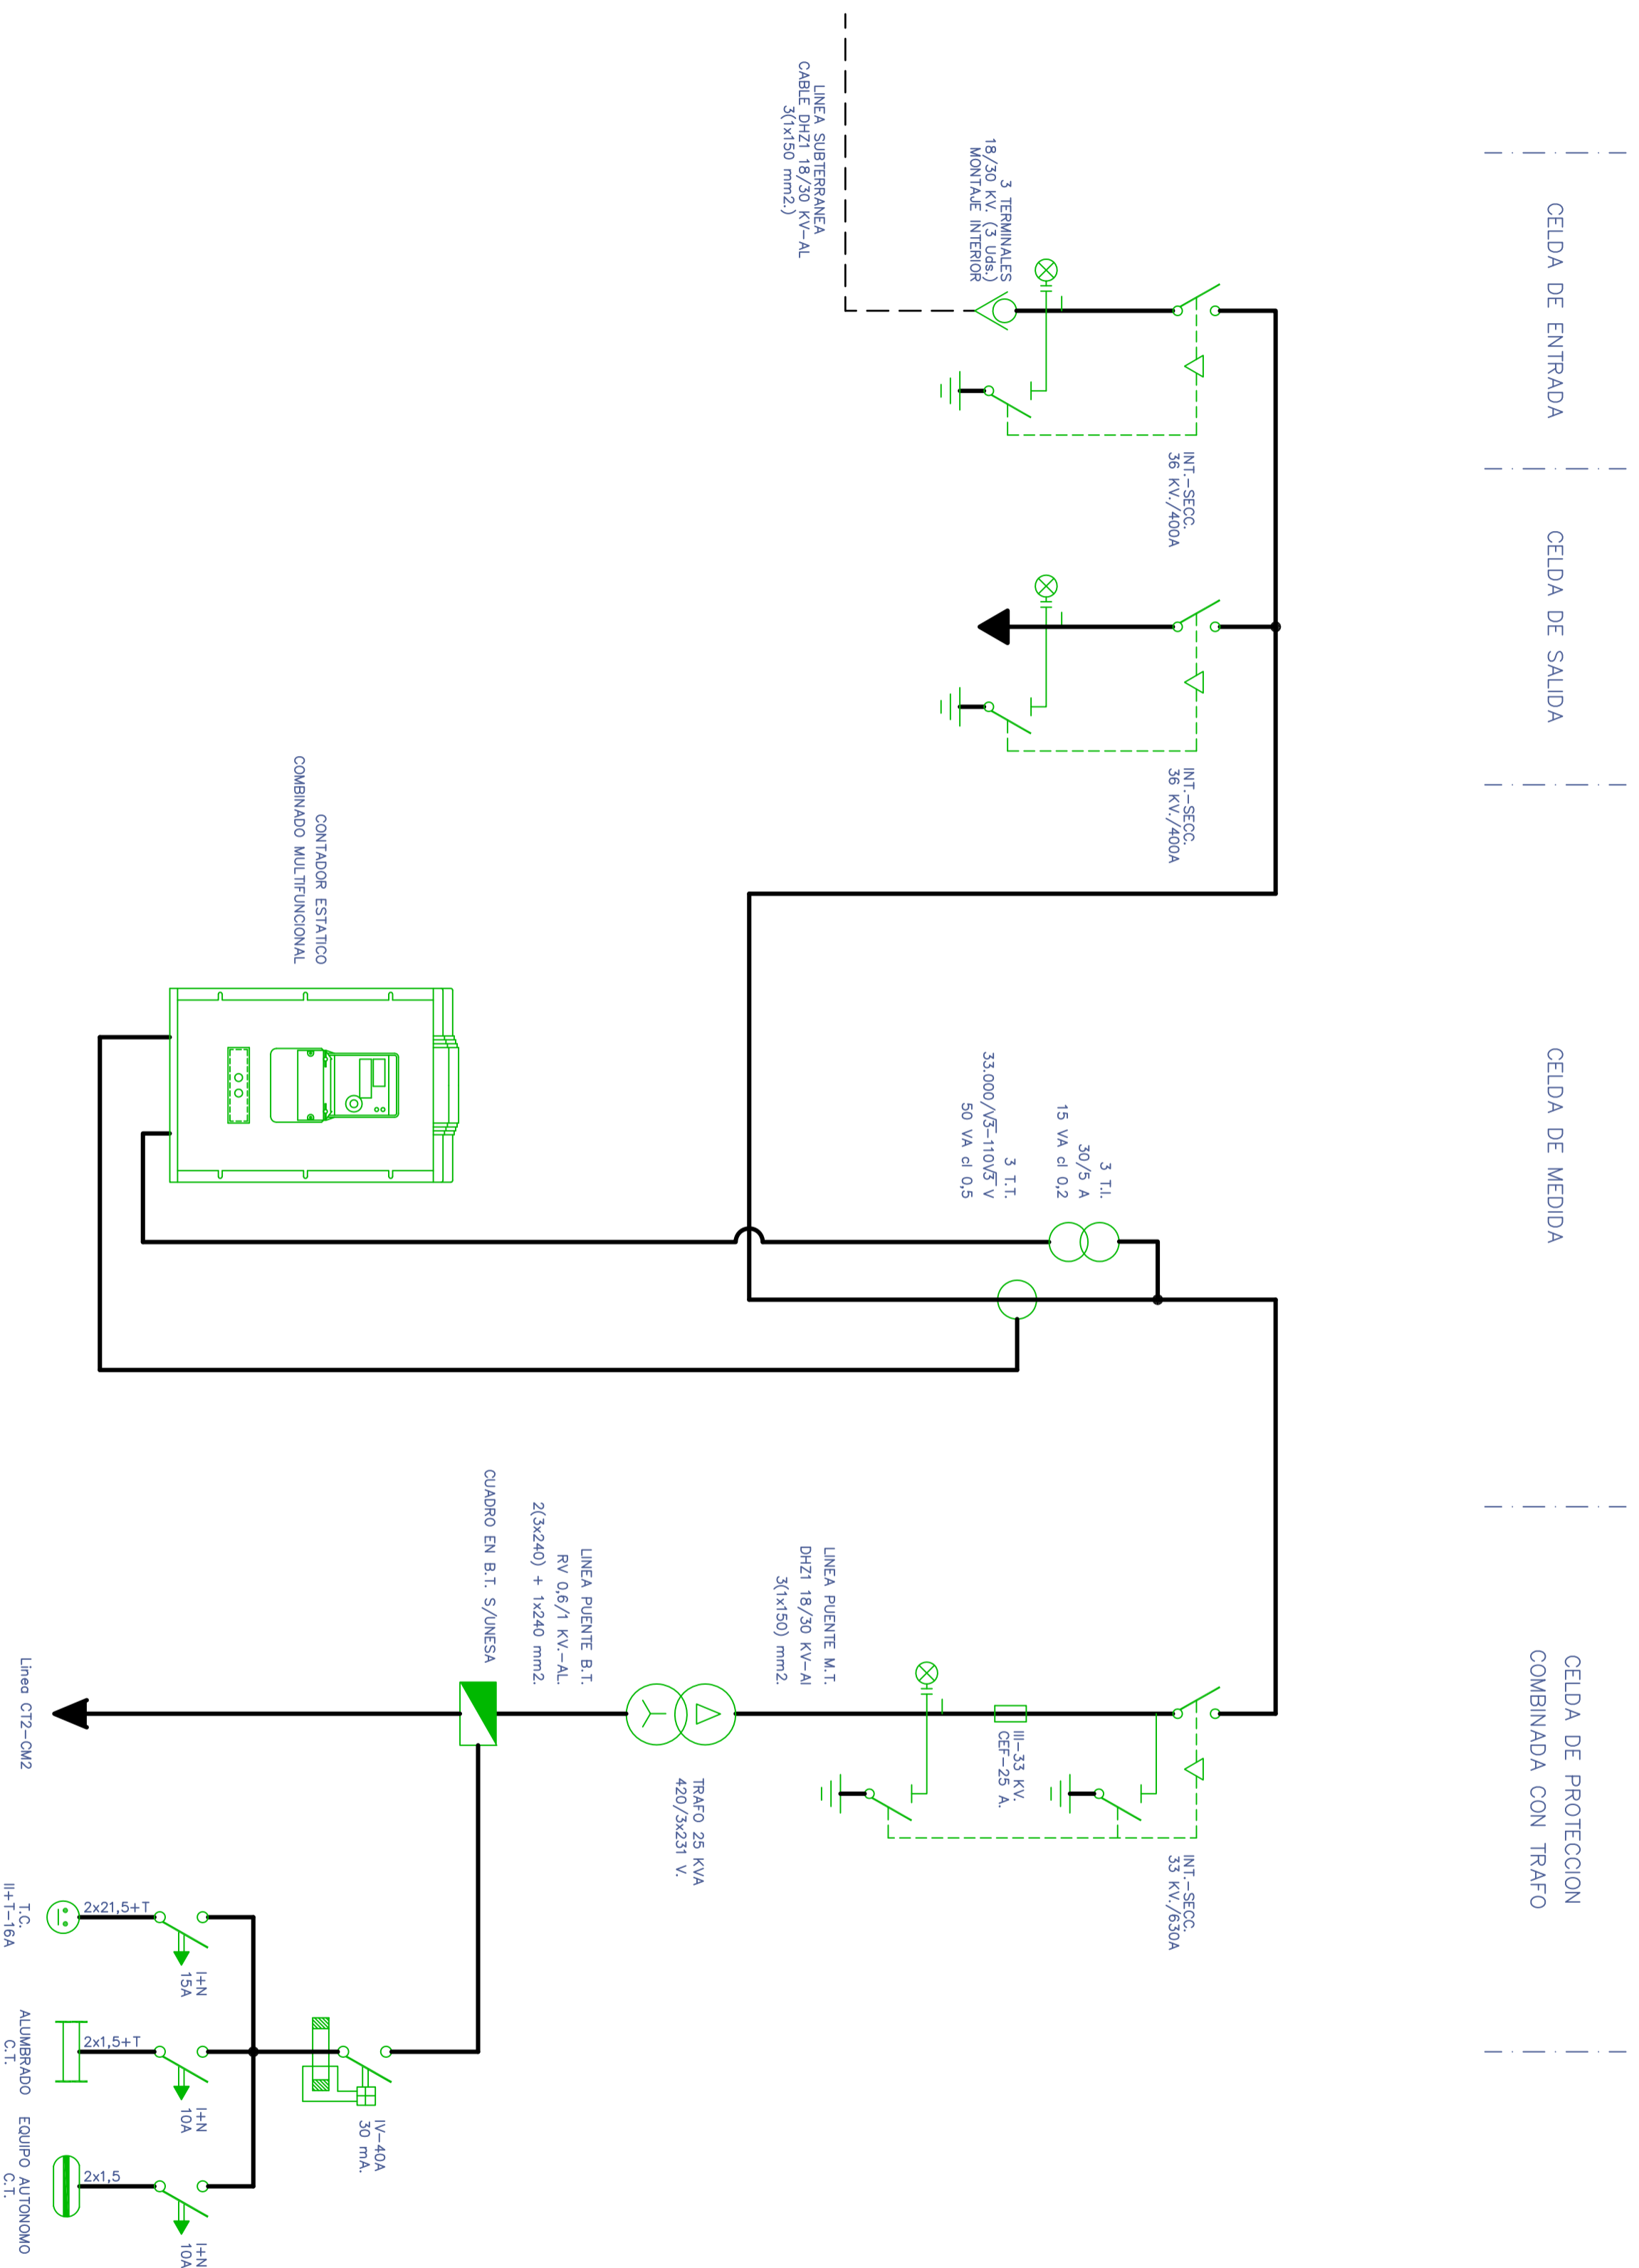 CELDA DE ENTRADA
CELDA DE SALIDA
CELDA DE MEDIDA
CELDA DE PROTECCION
COMBINADA CON TRAFO
INT.-SECC.
36 KV./400A
INT.-SECC.
36 KV./400A
INT.-SECC.
33 KV./630A
3 TERMINALES
18/30 KV. (3 Uds.)
MONTAJE INTERIOR
LINEA SUBTERRANEA
CABLE DHZ1 18/30 KV-AL
3(1x150 mm2.)
3 T.I.
30/5 A
15 VA cl 0,2
3 T.T.
33.000/√3-110√3 V
50 VA cl 0,5
III-33 KV.
CEF-25 A.
LINEA PUENTE M.T.
DHZ1 18/30 KV-Al
3(1x150) mm2.
TRAFO 25 KVA
420/3x231 V.
LINEA PUENTE B.T.
RV 0,6/1 KV.-AL.
2(3x240) + 1x240 mm2.
CUADRO EN B.T. S/UNESA
CONTADOR ESTATICO
COMBINADO MULTIFUNCIONAL
IV-40A
30 mA.
I+N
15A
I+N
10A
I+N
10A
2x21,5+T
2x1,5+T
2x1,5
Linea CT2-CM2
T.C.
II+T-16A
ALUMBRADO
C.T.
EQUIPO AUTONOMO
C.T.